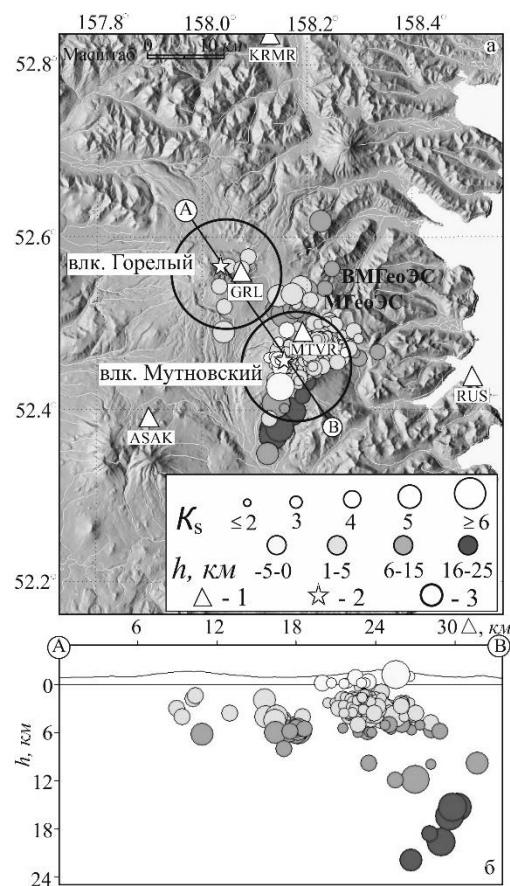 157.8° 158.0° 158.2° 158.4°
Масштаб 0 10 км
а
KRMR
52.8°
52.6°
A
влк. Горелый
GRL
ВМГеоЭС
МГеоЭС
MTVR
влк. Мутновский
RUS
52.4°
ASAK
B
Ks ≤2 3 4 5 ≥6
h, км -5-0 1-5 6-15 16-25
52.2°
△ - 1 ☆ - 2 ○ - 3
A 6 12 18 24 30 △, км B
0
6
h, км
12
18
24
б